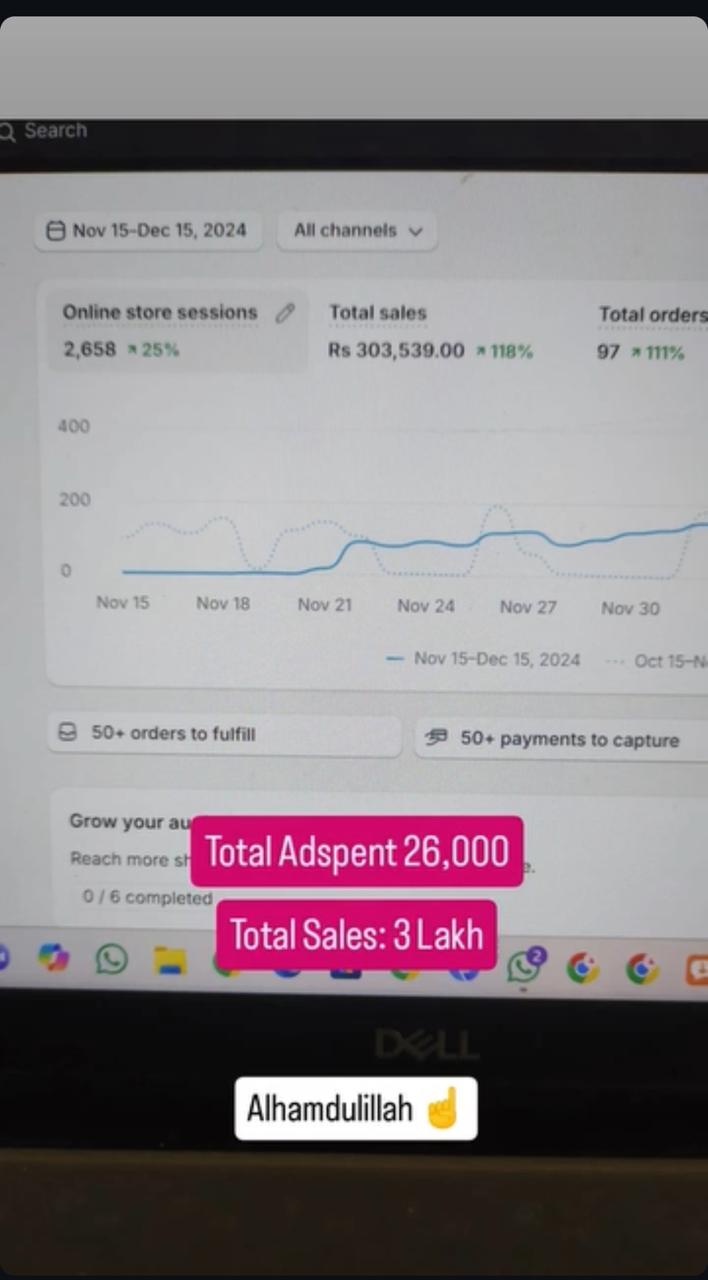 Search
Nov 15–Dec 15, 2024 All channels
Online store sessions Total sales Total orders
2,658 ↗ 25% Rs 303,539.00 ↗ 118% 97 ↗ 111%
400
200
0
Nov 15 Nov 18 Nov 21 Nov 24 Nov 27 Nov 30
Nov 15–Dec 15, 2024 Oct 15–N
50+ orders to fulfill 50+ payments to capture
Grow your au
Reach more sh e.
0 / 6 completed
Total Adspent 26,000
Total Sales: 3 Lakh
2
DELL
Alhamdulillah ☝️